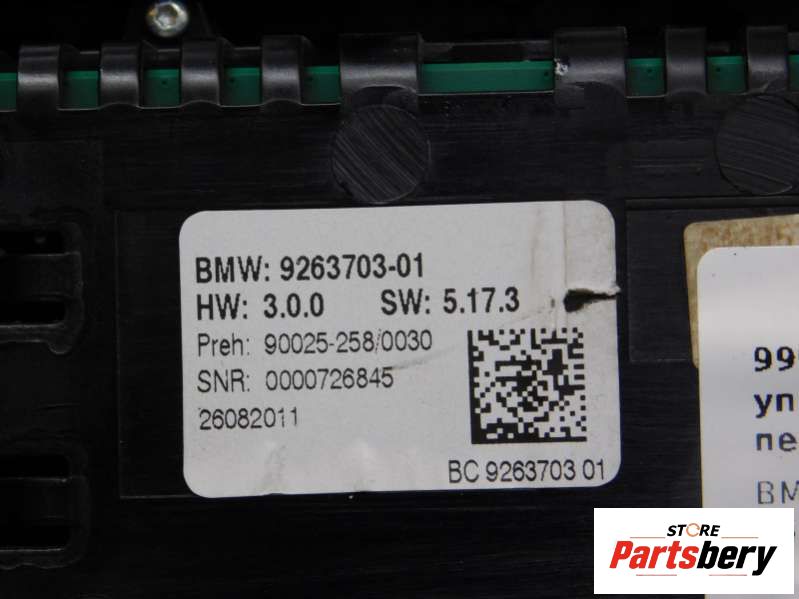 BMW: 9263703-01
HW: 3.0.0 SW: 5.17.3
Preh: 90025-258/0030
SNR: 0000726845
26082011
BC 9263703 01
99
уп
пе
BM
STORE
Partsbery